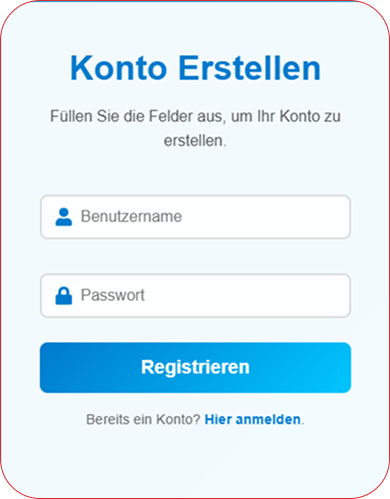 Konto Erstellen
Füllen Sie die Felder aus, um Ihr Konto zu
erstellen.
Benutzername
Passwort
Registrieren
Bereits ein Konto? Hier anmelden.